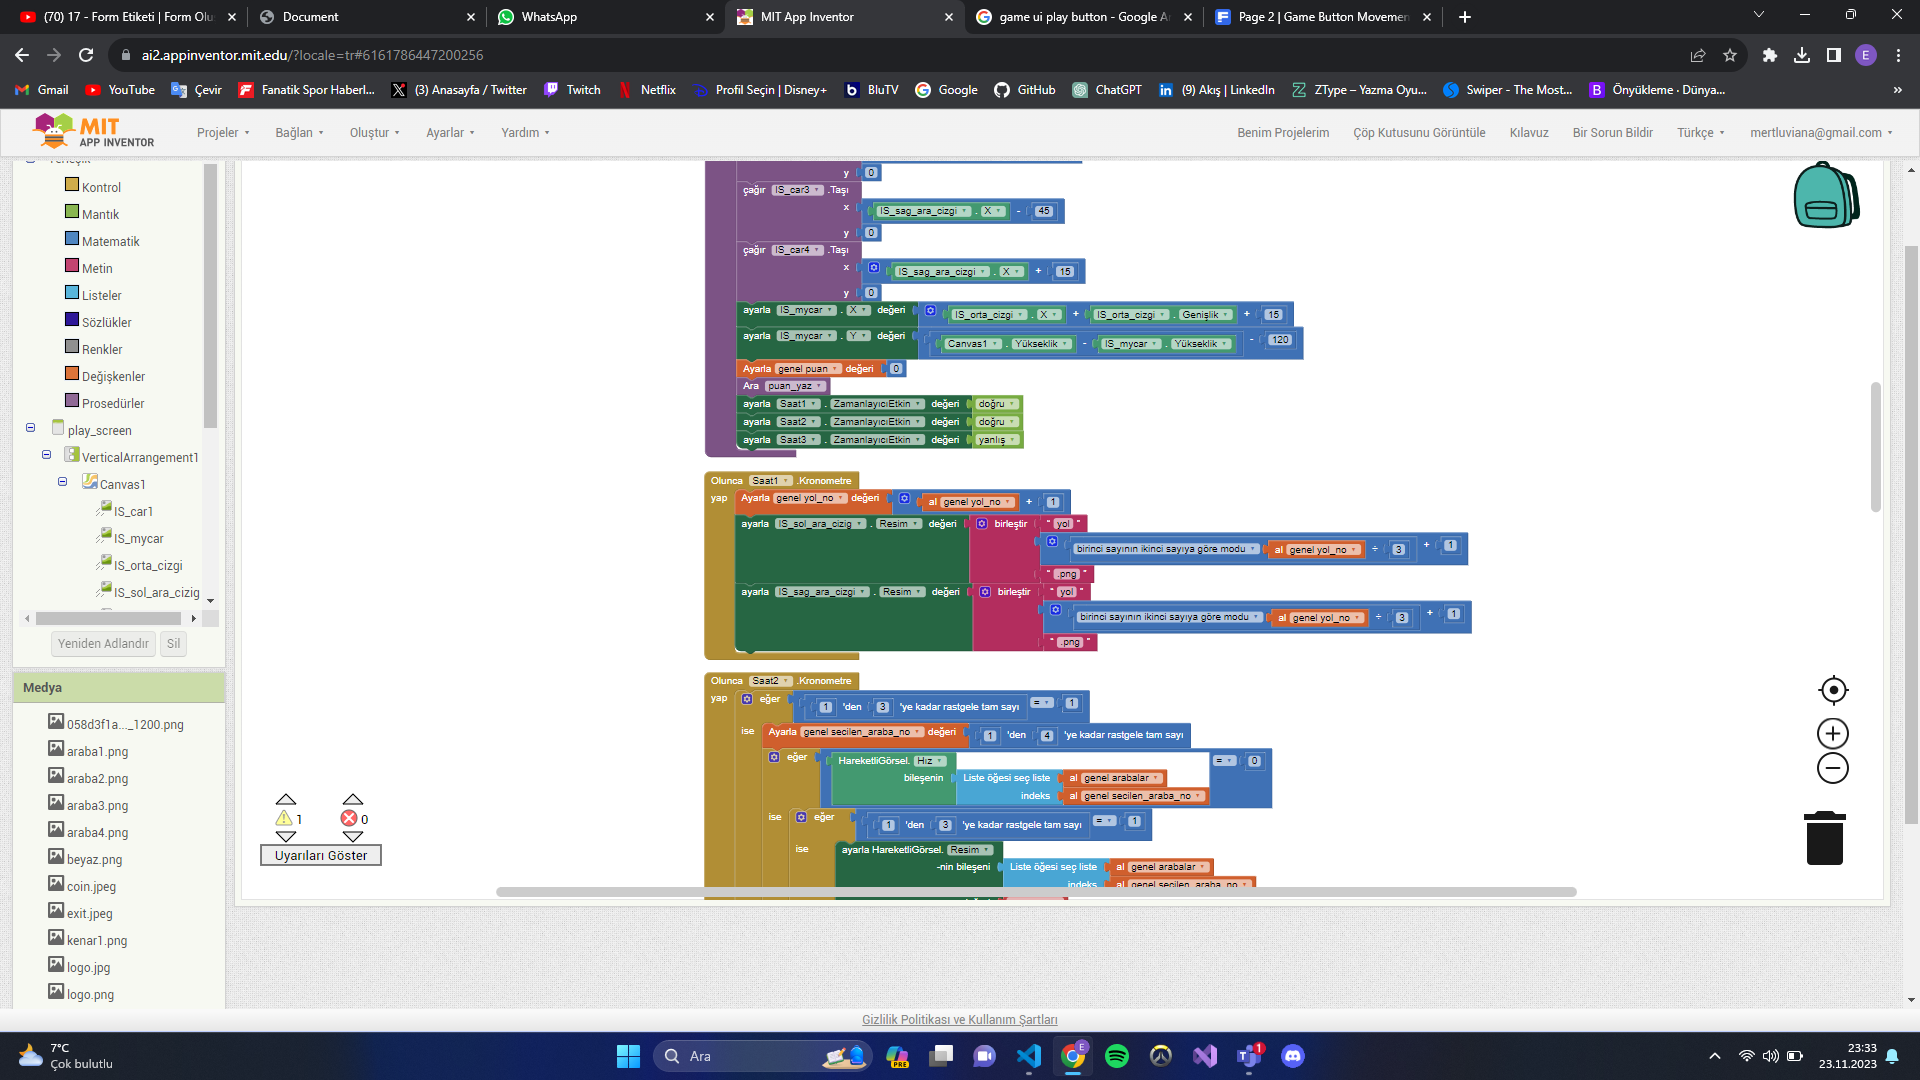 (70) 17 - Form Etiketi | Form Olu
Document
WhatsApp
MIT App Inventor
game ui play button - Google A
Page 2 | Game Button Movemen
ai2.appinventor.mit.edu/?locale=tr#6161786447200256
E
Gmail
YouTube
Çevir
Fanatik Spor Haberl...
(3) Anasayfa / Twitter
Twitch
Netflix
Profil Seçin | Disney+
BluTV
Google
GitHub
ChatGPT
(9) Akış | LinkedIn
ZType – Yazma Oyu...
Swiper - The Most...
Önyükleme · Dünya...
»
MIT
APP INVENTOR
Projeler
Bağlan
Oluştur
Ayarlar
Yardım
Benim Projelerim
Çöp Kutusunu Görüntüle
Kılavuz
Bir Sorun Bildir
Türkçe
mertluviana@gmail.com
Yerleşik
Kontrol
Mantık
Matematik
Metin
Listeler
Sözlükler
Renkler
Değişkenler
Prosedürler
play_screen
VerticalArrangement1
Canvas1
IS_car1
IS_mycar
IS_orta_cizgi
IS_sol_ara_cizig
Yeniden Adlandır
Sil
Medya
058d3f1a..._1200.png
araba1.png
araba2.png
araba3.png
araba4.png
beyaz.png
coin.jpeg
exit.jpeg
kenar1.png
logo.jpg
logo.png
y 0
çağır IS_car3 .Taşı
x IS_sag_ara_cizgi . X - 45
y 0
çağır IS_car4 .Taşı
x IS_sag_ara_cizgi . X + 15
y 0
ayarla IS_mycar . X değeri IS_orta_cizgi . X + IS_orta_cizgi . Genişlik + 15
ayarla IS_mycar . Y değeri Canvas1 . Yükseklik - IS_mycar . Yükseklik - 120
Ayarla genel puan değeri 0
Ara puan_yaz
ayarla Saat1 . ZamanlayıcıEtkin değeri doğru
ayarla Saat2 . ZamanlayıcıEtkin değeri doğru
ayarla Saat3 . ZamanlayıcıEtkin değeri yanlış
Olunca Saat1 .Kronometre
yap Ayarla genel yol_no değeri al genel yol_no + 1
ayarla IS_sol_ara_cizig . Resim değeri birleştir " yol "
birinci sayının ikinci sayıya göre modu al genel yol_no ÷ 3 + 1
" .png "
ayarla IS_sag_ara_cizgi . Resim değeri birleştir " yol "
birinci sayının ikinci sayıya göre modu al genel yol_no ÷ 3 + 1
" .png "
Olunca Saat2 .Kronometre
yap eğer 1 'den 3 'ye kadar rastgele tam sayı = 1
ise Ayarla genel secilen_araba_no değeri 1 'den 4 'ye kadar rastgele tam sayı
eğer HareketliGörsel. Hız = 0
bileşenin Liste öğesi seç liste al genel arabalar
indeks al genel secilen_araba_no
ise eğer 1 'den 3 'ye kadar rastgele tam sayı = 1
ise ayarla HareketliGörsel. Resim
-nin bileşeni Liste öğesi seç liste al genel arabalar
indeks al genel secilen_araba_no
1
0
Uyarıları Göster
Gizlilik Politikası ve Kullanım Şartları
7°C
Çok bulutlu
Ara
PRE
E
1
23:33
23.11.2023